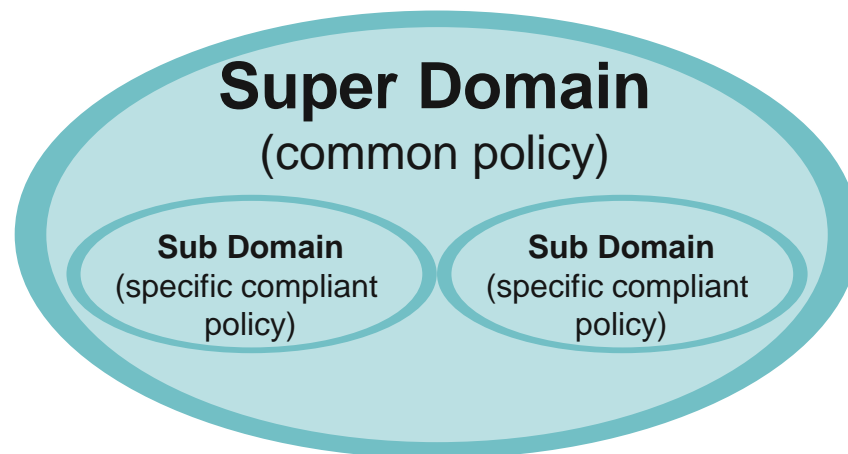 Super Domain
(common policy)
Sub Domain
(specific compliant
policy)
Sub Domain
(specific compliant
policy)